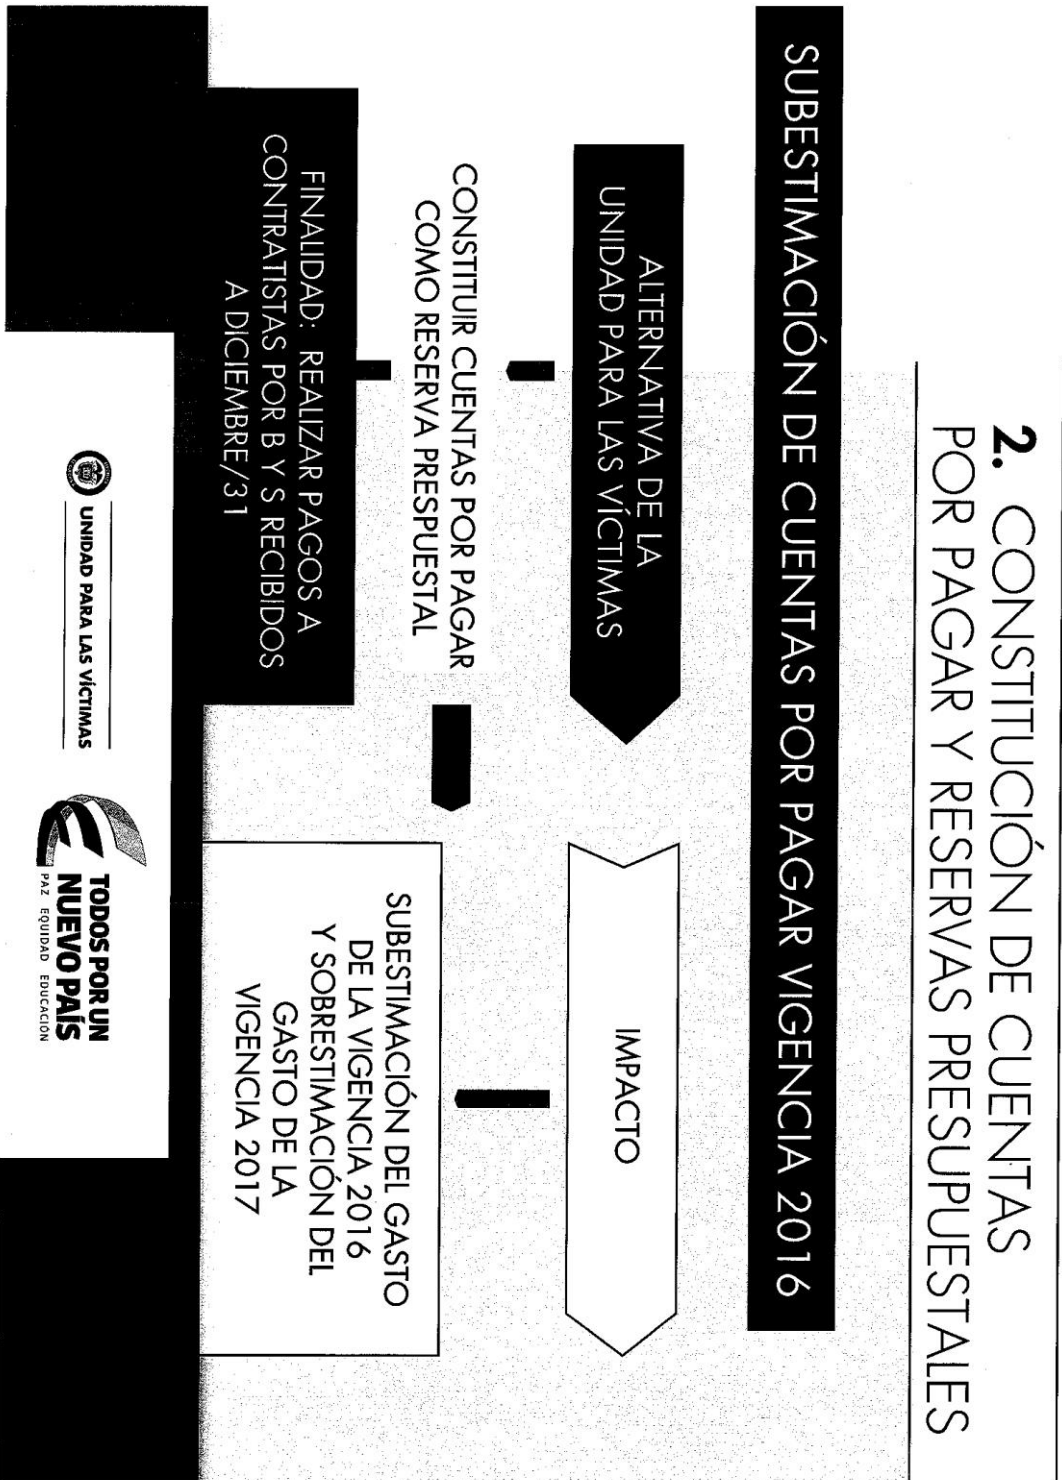 2. CONSTITUCIÓN DE CUENTAS
POR PAGAR Y RESERVAS PRESUPUESTALES
SUBESTIMACIÓN DE CUENTAS POR PAGAR VIGENCIA 2016
ALTERNATIVA DE LA
UNIDAD PARA LAS VÍCTIMAS
CONSTITUIR CUENTAS POR PAGAR
COMO RESERVA PRESPUESTAL
FINALIDAD: REALIZAR PAGOS A
CONTRATISTAS POR B Y S RECIBIDOS
A DICIEMBRE/31
IMPACTO
SUBESTIMACIÓN DEL GASTO
DE LA VIGENCIA 2016
Y SOBRESTIMACIÓN DEL
GASTO DE LA
VIGENCIA 2017
UNIDAD PARA LAS VÍCTIMAS
TODOS POR UN
NUEVO PAÍS
PAZ EQUIDAD EDUCACIÓN